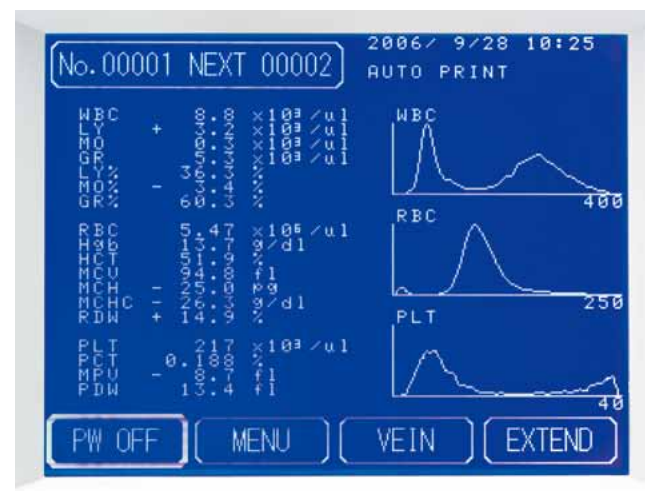 No.00001 NEXT 00002
2006/ 9/28 10:25
AUTO PRINT
WBC 8.8 x10³/ul
LY + 3.2 x10³/ul
MO 0.3 x10³/ul
GR 5.3 x10³/ul
LY% 36.3 %
MO% - 3.4 %
GR% 60.3 %
RBC 5.47 x10⁶/ul
Hgb 13.7 g/dl
HCT 51.9 %
MCV 94.8 fl
MCH - 25.0 pg
MCHC - 26.3 g/dl
RDW + 14.9 %
PLT 217 x10³/ul
PCT 0.188 %
MPV - 8.7 fl
PDW 13.4 fl
WBC
400
RBC
250
PLT
40
PW OFF
MENU
VEIN
EXTEND